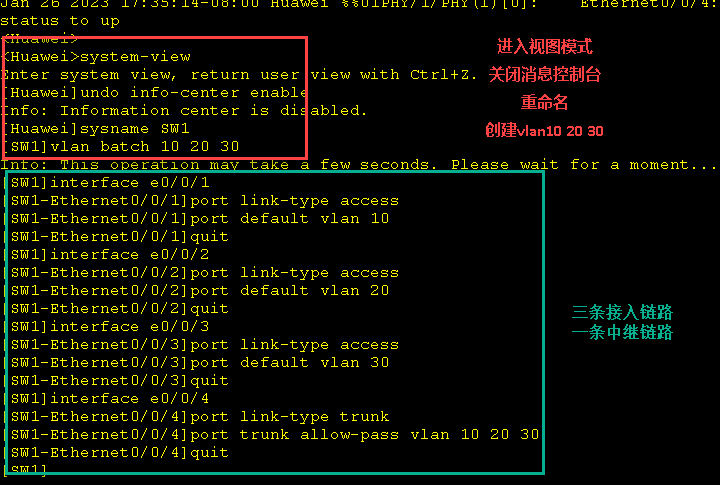 Jan 26 2023 17:35:14-08:00 Huawei %%01PHY/1/PHY(l)[0]:    Ethernet0/0/4:
status to up
<Huawei>
<Huawei>system-view
Enter system view, return user view with Ctrl+Z.
[Huawei]undo info-center enable
Info: Information center is disabled.
[Huawei]sysname SW1
[SW1]vlan batch 10 20 30
Info: This operation may take a few seconds. Please wait for a moment...
[SW1]interface e0/0/1
[SW1-Ethernet0/0/1]port link-type access
[SW1-Ethernet0/0/1]port default vlan 10
[SW1-Ethernet0/0/1]quit
[SW1]interface e0/0/2
[SW1-Ethernet0/0/2]port link-type access
[SW1-Ethernet0/0/2]port default vlan 20
[SW1-Ethernet0/0/2]quit
[SW1]interface e0/0/3
[SW1-Ethernet0/0/3]port link-type access
[SW1-Ethernet0/0/3]port default vlan 30
[SW1-Ethernet0/0/3]quit
[SW1]interface e0/0/4
[SW1-Ethernet0/0/4]port link-type trunk
[SW1-Ethernet0/0/4]port trunk allow-pass vlan 10 20 30
[SW1-Ethernet0/0/4]quit
[SW1]
进入视图模式
关闭消息控制台
重命名
创建vlan10 20 30
三条接入链路
一条中继链路